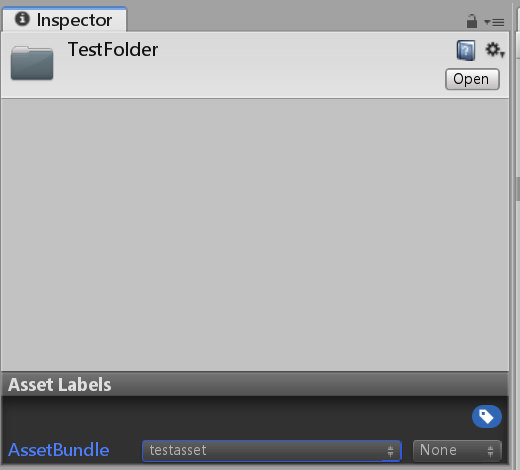 Inspector
TestFolder
Open
Asset Labels
AssetBundle testasset None